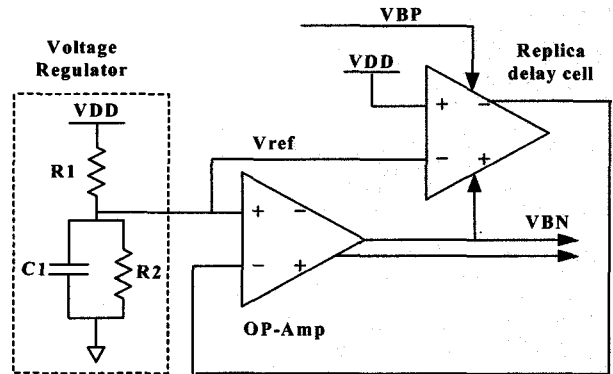 VBP
Voltage
Regulator
Replica
delay cell
VDD
VDD
+
−
−
+
Vref
R1
+
−
−
+
VBN
C1
R2
OP-Amp